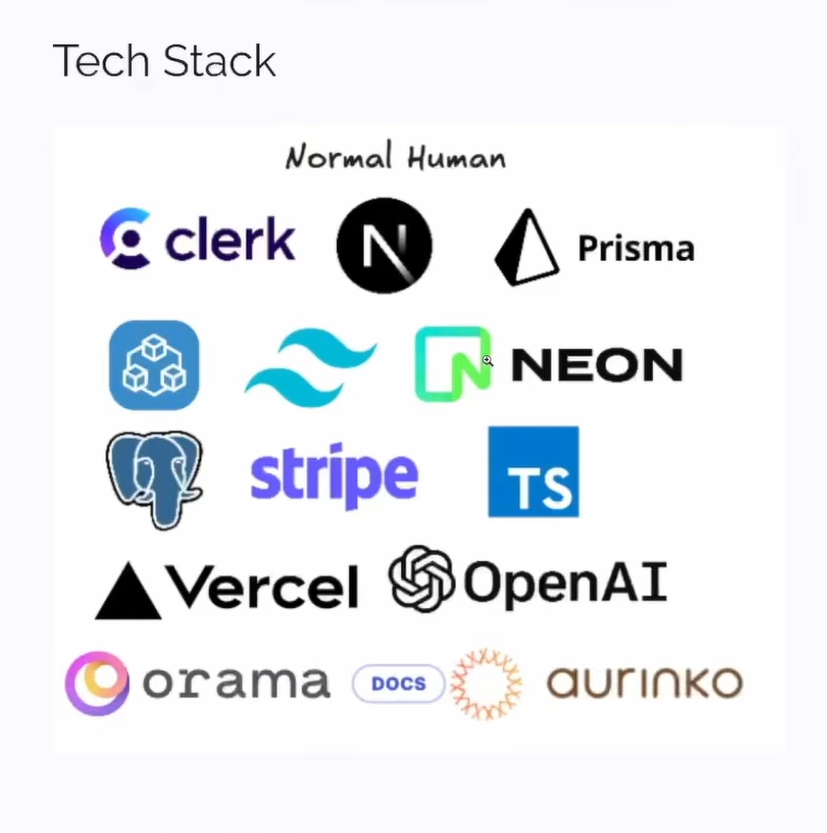 Tech Stack
Normal Human
clerk
N
Prisma
N NEON
stripe
TS
Vercel
OpenAI
orama
DOCS
aurinko